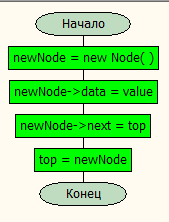 Начало
newNode = new Node( )
newNode->data = value
newNode->next = top
top = newNode
Конец